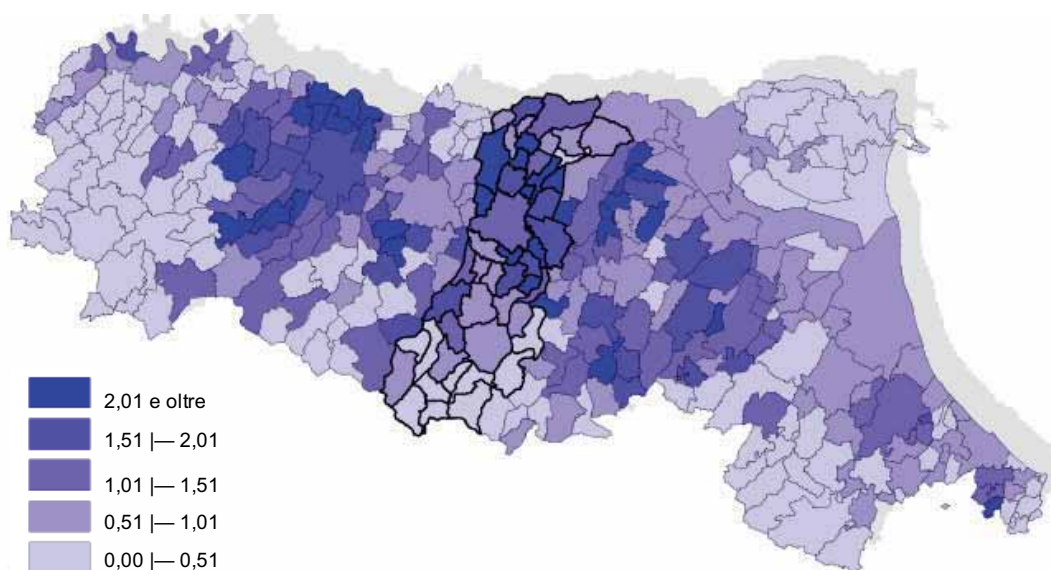 2,01 e oltre
1,51 |— 2,01
1,01 |— 1,51
0,51 |— 1,01
0,00 |— 0,51